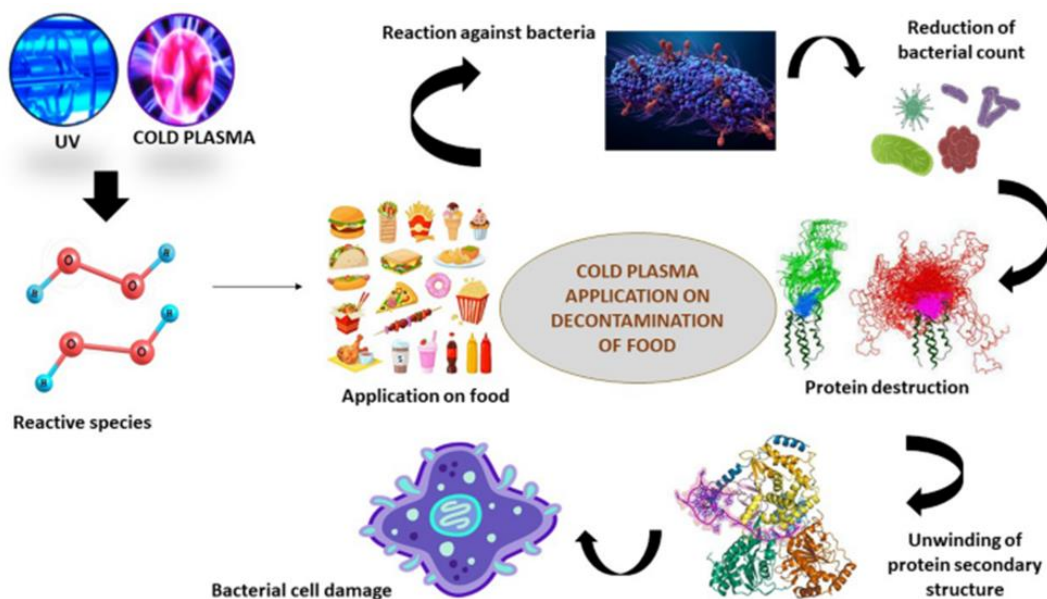 UV
COLD PLASMA
Reaction against bacteria
Reduction of
bacterial count
H
O
O
H
H
O
O
H
Reactive species
Application on food
COLD PLASMA
APPLICATION ON
DECONTAMINATION
OF FOOD
Protein destruction
Unwinding of
protein secondary
structure
Bacterial cell damage